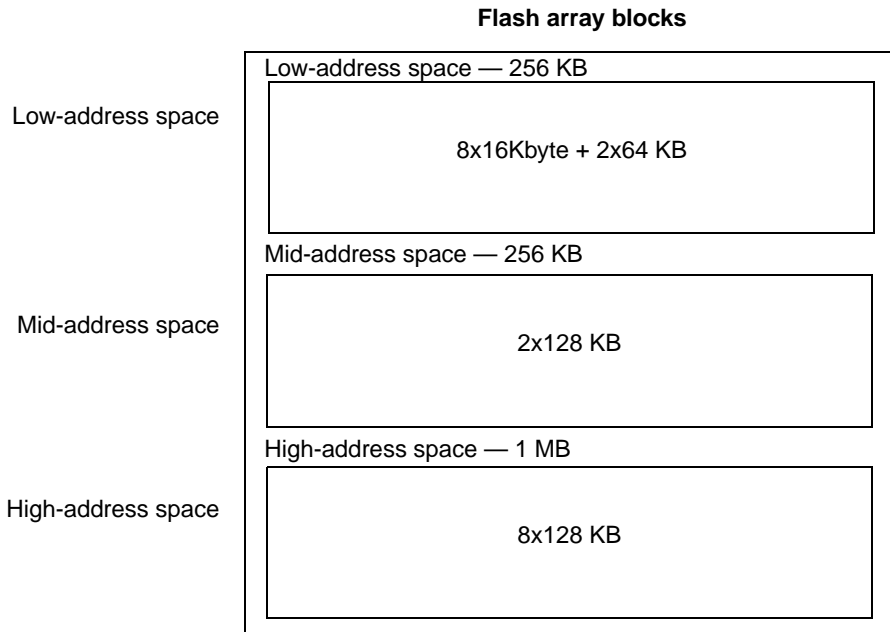 Flash array blocks
Low-address space — 256 KB
Low-address space
8x16Kbyte + 2x64 KB
Mid-address space — 256 KB
Mid-address space
2x128 KB
High-address space — 1 MB
High-address space
8x128 KB